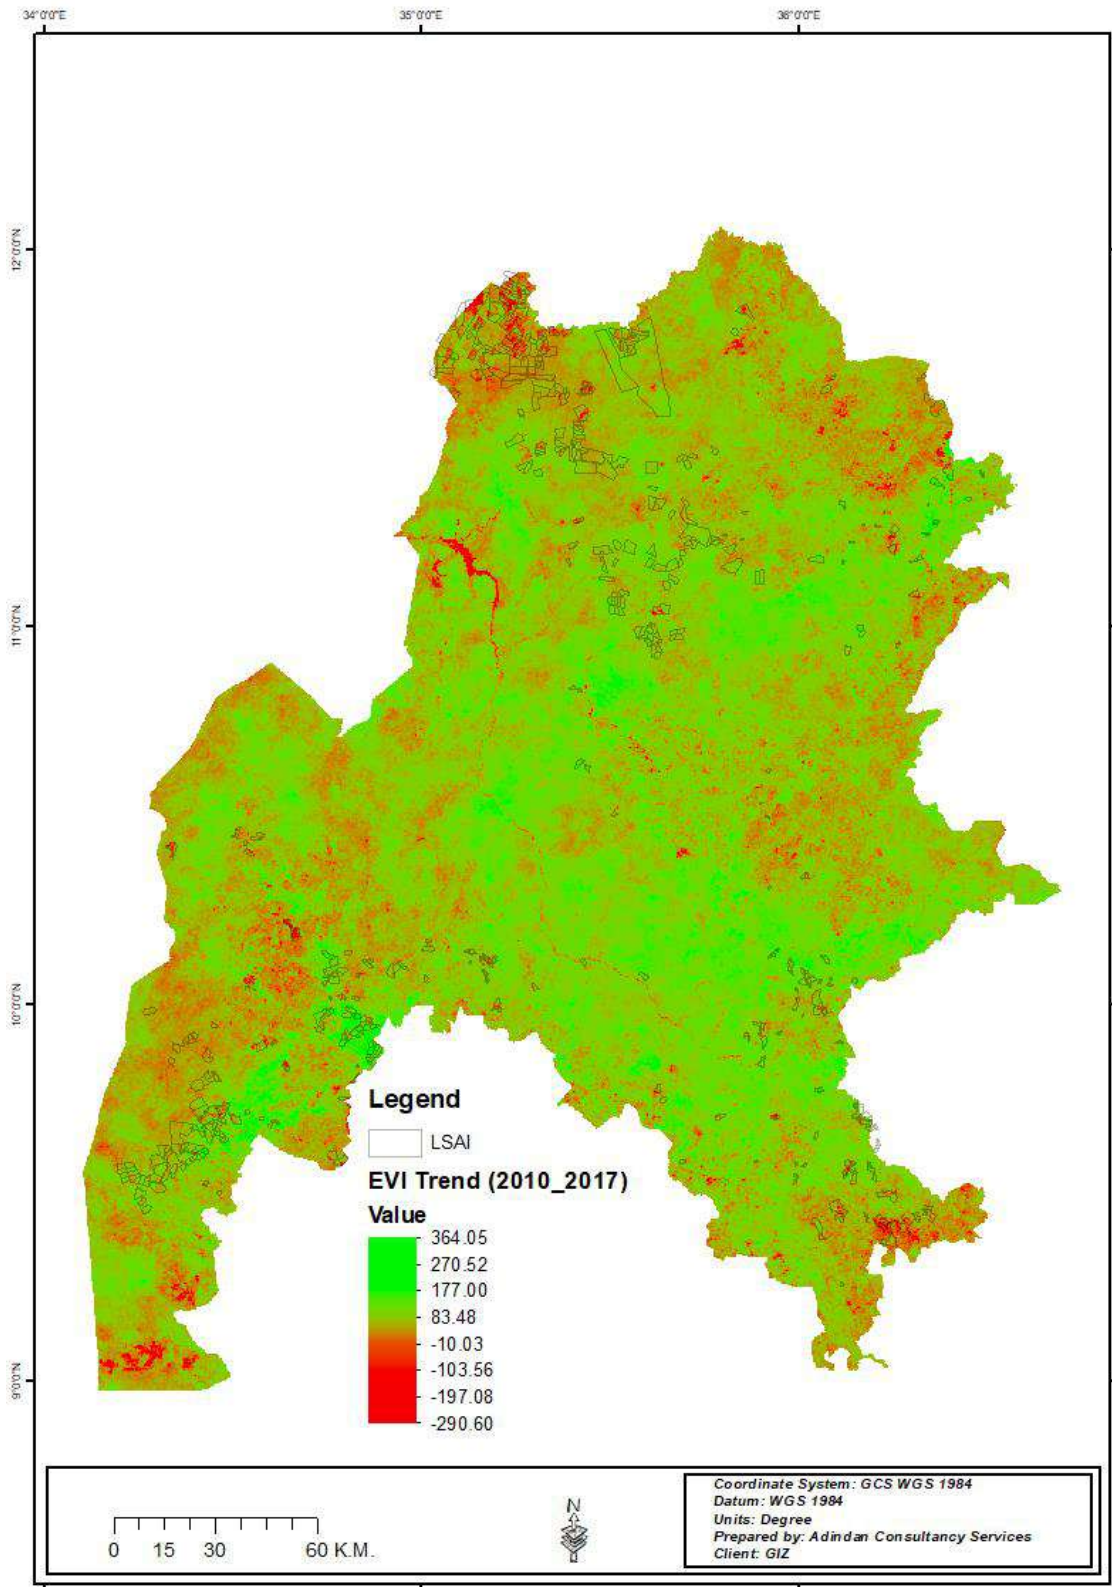 34°0'0"E 35°0'0"E 36°0'0"E
12°0'0"N
11°0'0"N
10°0'0"N
9°0'0"N
Legend
LSAI
EVI Trend (2010_2017)
Value
364.05
270.52
177.00
83.48
-10.03
-103.56
-197.08
-290.60
0 15 30 60 K.M.
N
Coordinate System: GCS WGS 1984
Datum: WGS 1984
Units: Degree
Prepared by: Adindan Consultancy Services
Client: GIZ